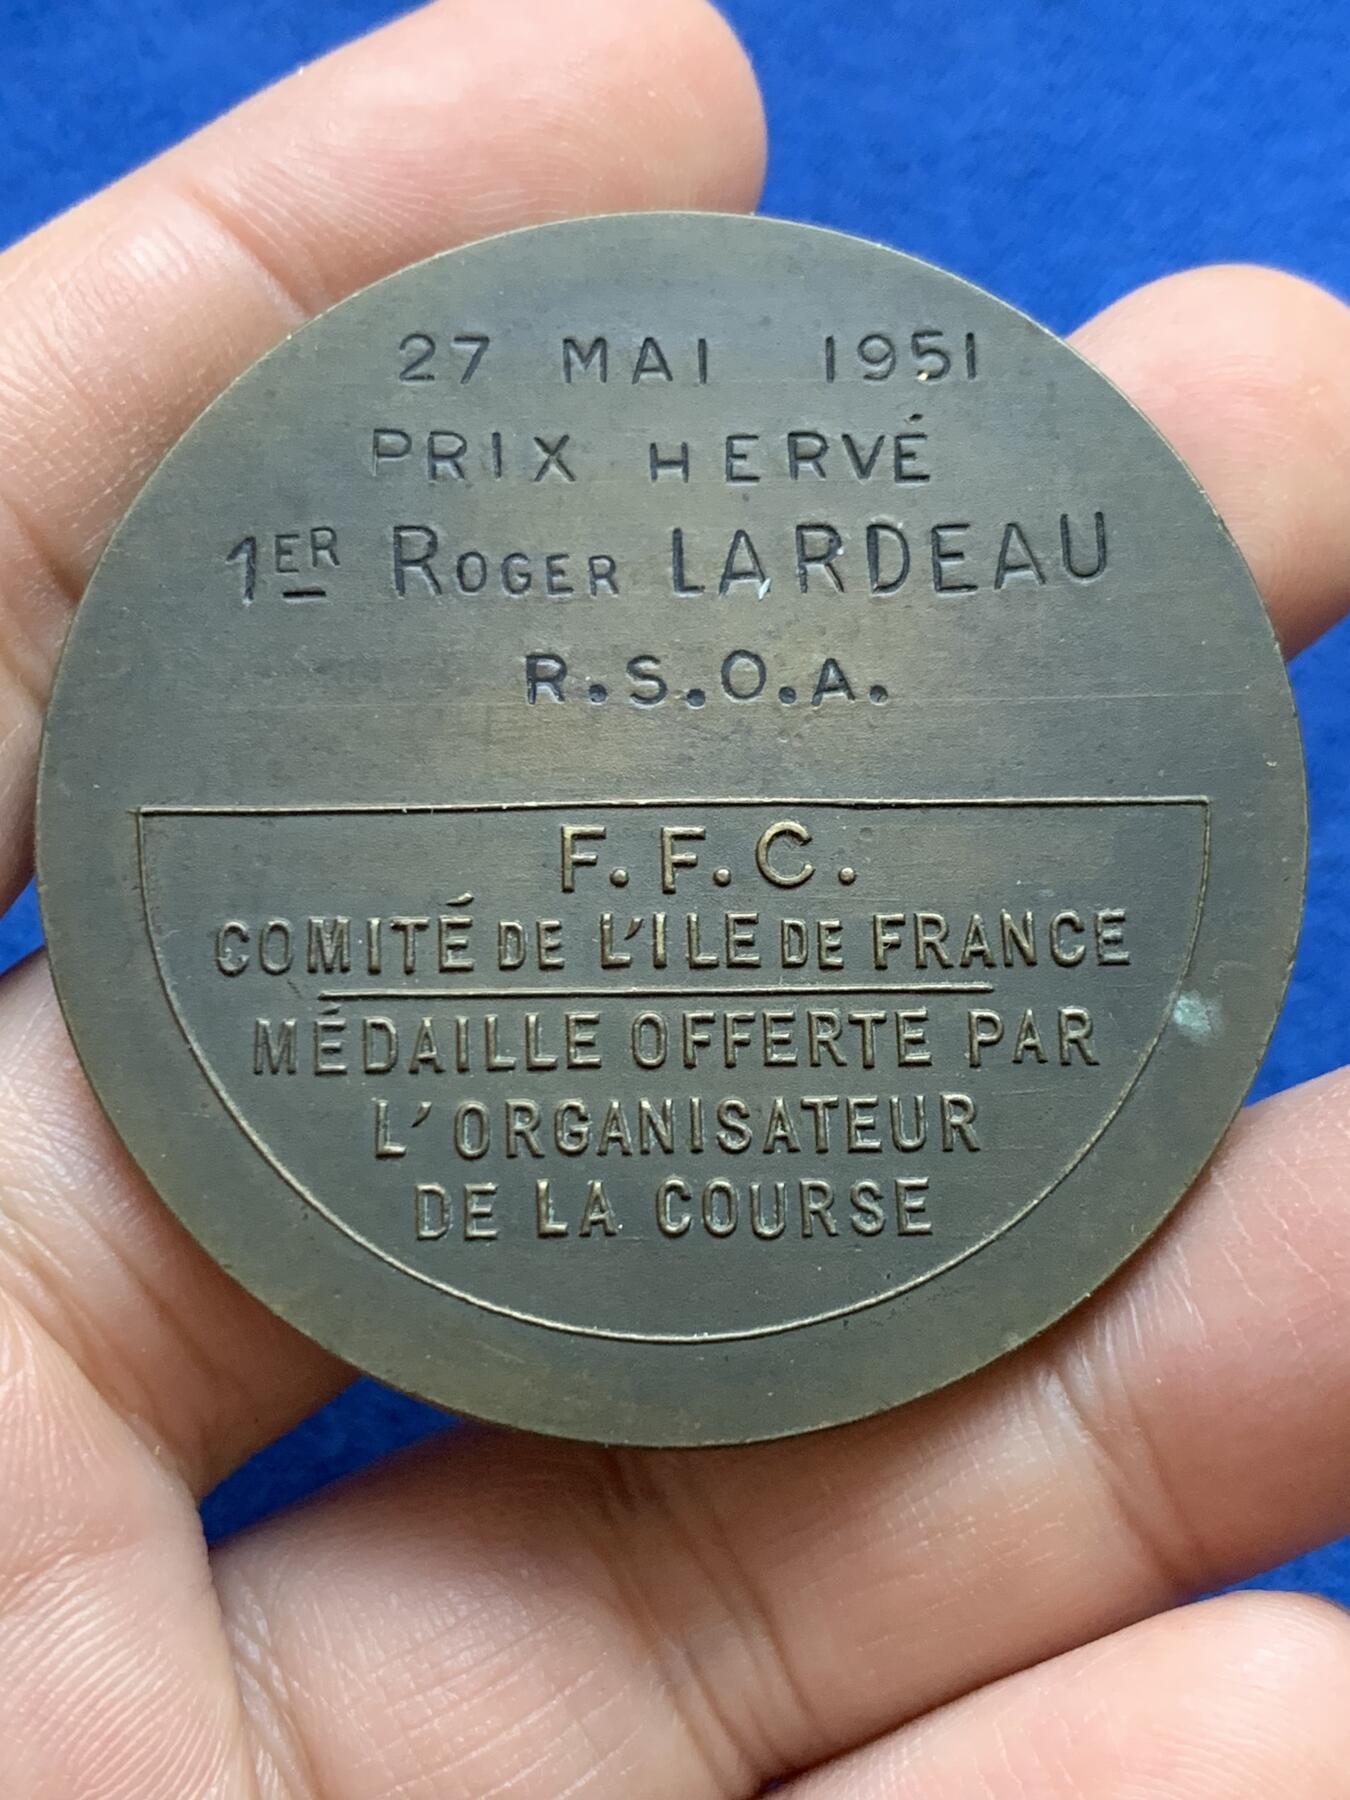 27 MAI 1951
PRIX HERVÉ
1ER ROGER LARDEAU
R.S.O.A.
F.F.C.
COMITÉ DE L'ILE DE FRANCE
MÉDAILLE OFFERTE PAR
L'ORGANISATEUR
DE LA COURSE